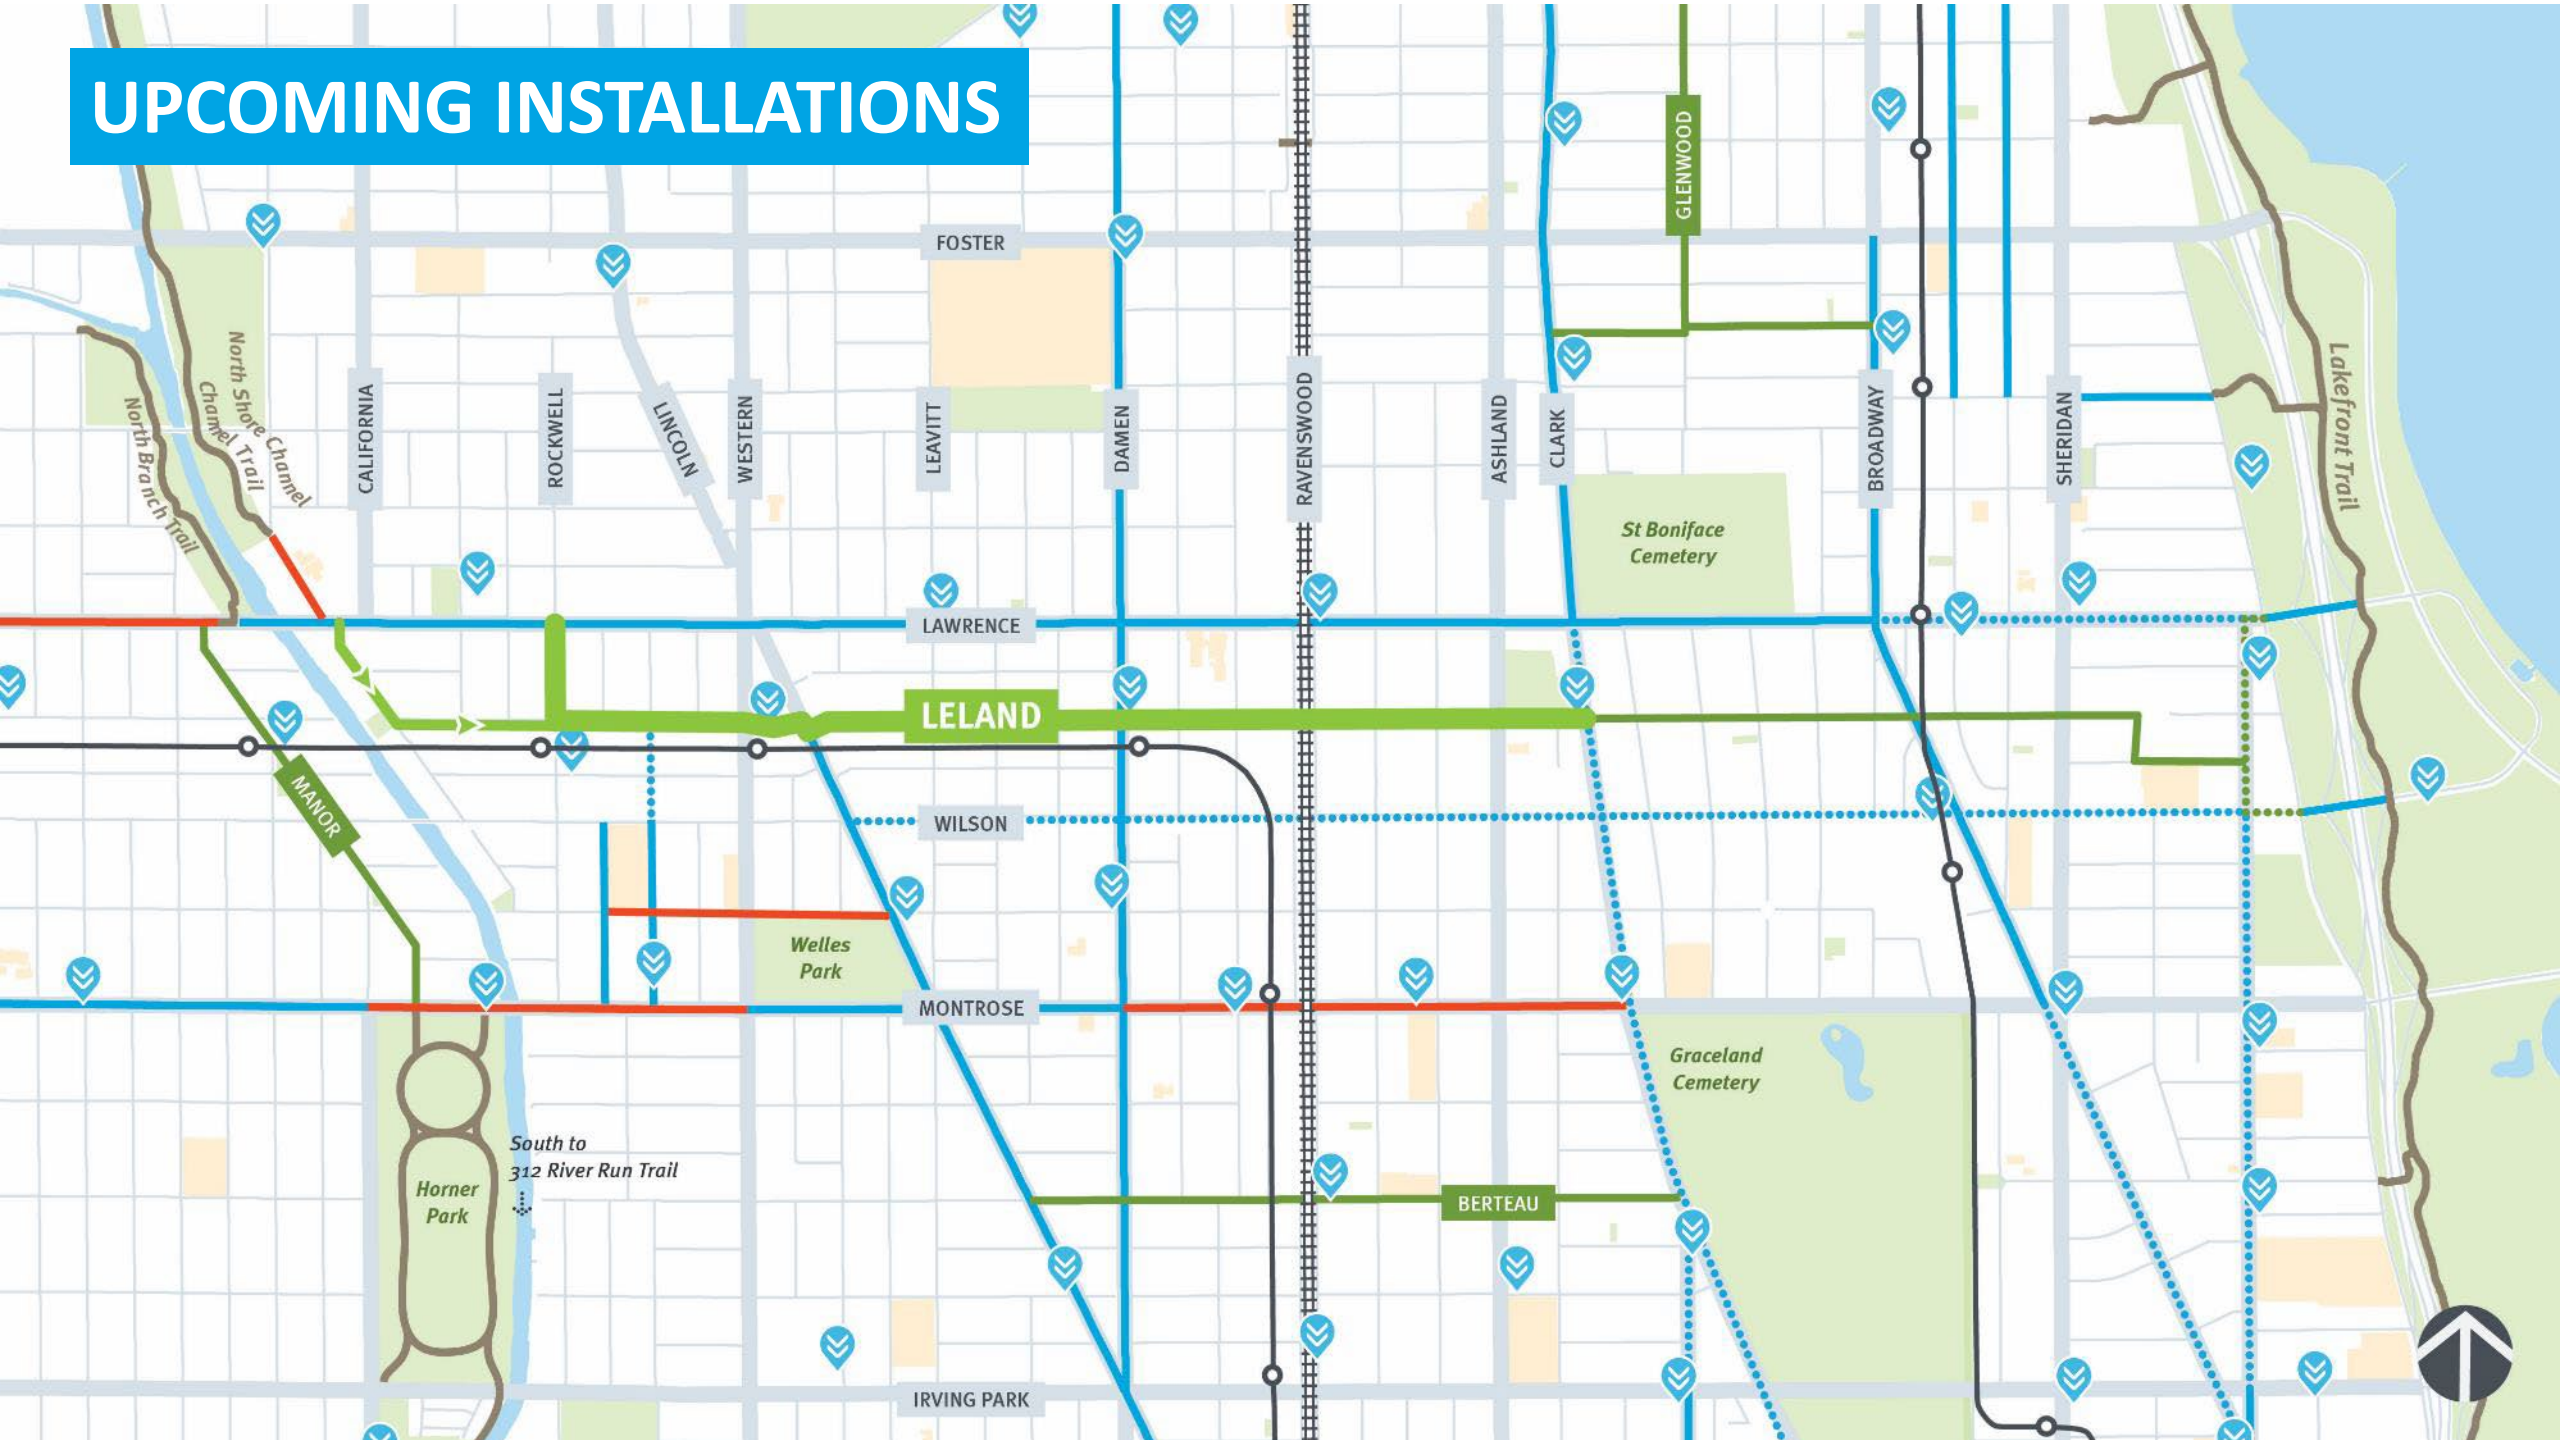 UPCOMING INSTALLATIONS
GLENWOOD
FOSTER
North Shore Channel
Channel Trail
North Branch Trail
CALIFORNIA
ROCKWELL
LINCOLN
WESTERN
LEAVITT
DAMEN
RAVENSWOOD
ASHLAND
CLARK
BROADWAY
SHERIDAN
Lakefront Trail
St Boniface
Cemetery
LAWRENCE
LELAND
MANOR
WILSON
Welles
Park
MONTROSE
Graceland
Cemetery
South to
312 River Run Trail
Horner
Park
BERTEAU
IRVING PARK